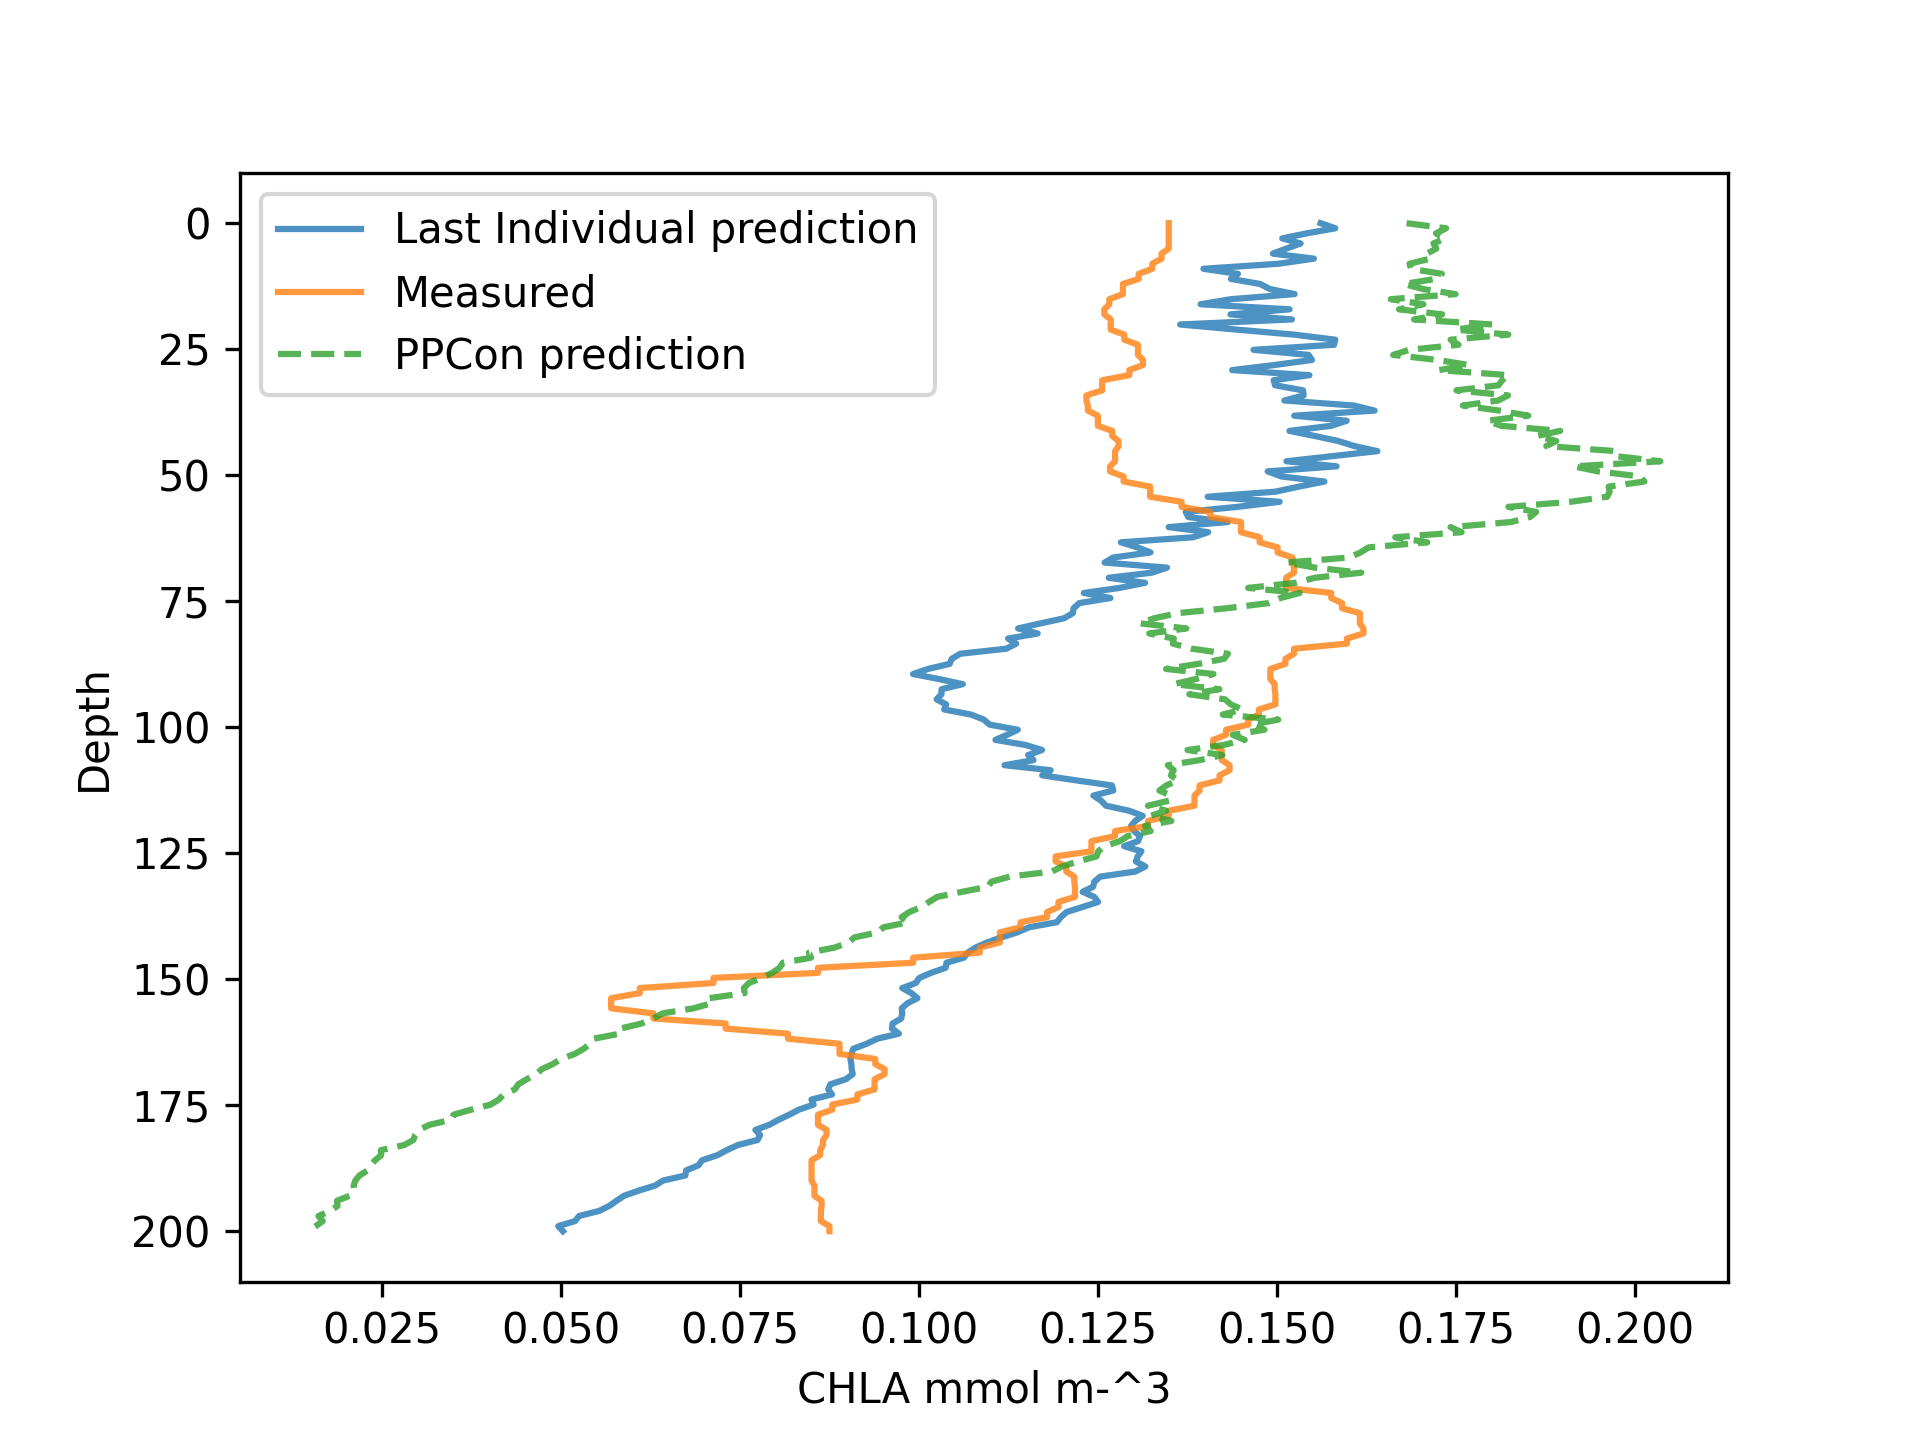 Last Individual prediction
Measured
PPCon prediction
0
25
50
75
100
125
150
175
200
Depth
0.025 0.050 0.075 0.100 0.125 0.150 0.175 0.200
CHLA mmol m-^3